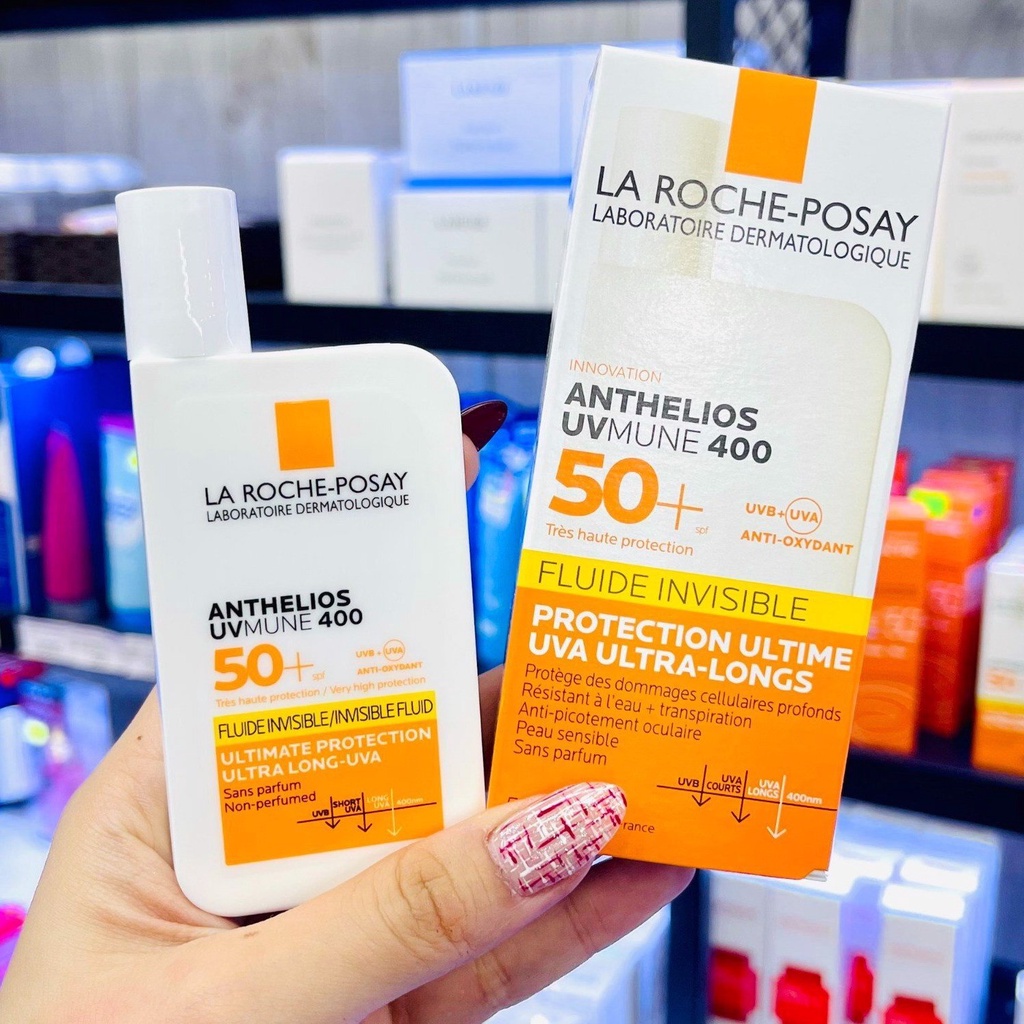 LA ROCHE-POSAY
LABORATOIRE DERMATOLOGIQUE
ANTHELIOS
UVMUNE 400
50+ spf
UVB + UVA
ANTI-OXYDANT
Très haute protection / Very high protection
FLUIDE INVISIBLE/INVISIBLE FLUID
ULTIMATE PROTECTION
ULTRA LONG-UVA
Sans parfum
Non-perfumed
UVB SHORT UVA LONG UVA 400nm
LA ROCHE-POSAY
LABORATOIRE DERMATOLOGIQUE
INNOVATION
ANTHELIOS
UVMUNE 400
50+ spf
UVB+UVA
ANTI-OXYDANT
Très haute protection
FLUIDE INVISIBLE
PROTECTION ULTIME
UVA ULTRA-LONGS
Protège des dommages cellulaires profonds
Résistant à l'eau + transpiration
Anti-picotement oculaire
Peau sensible
Sans parfum
UVB UVA COURTS UVA LONGS 400nm